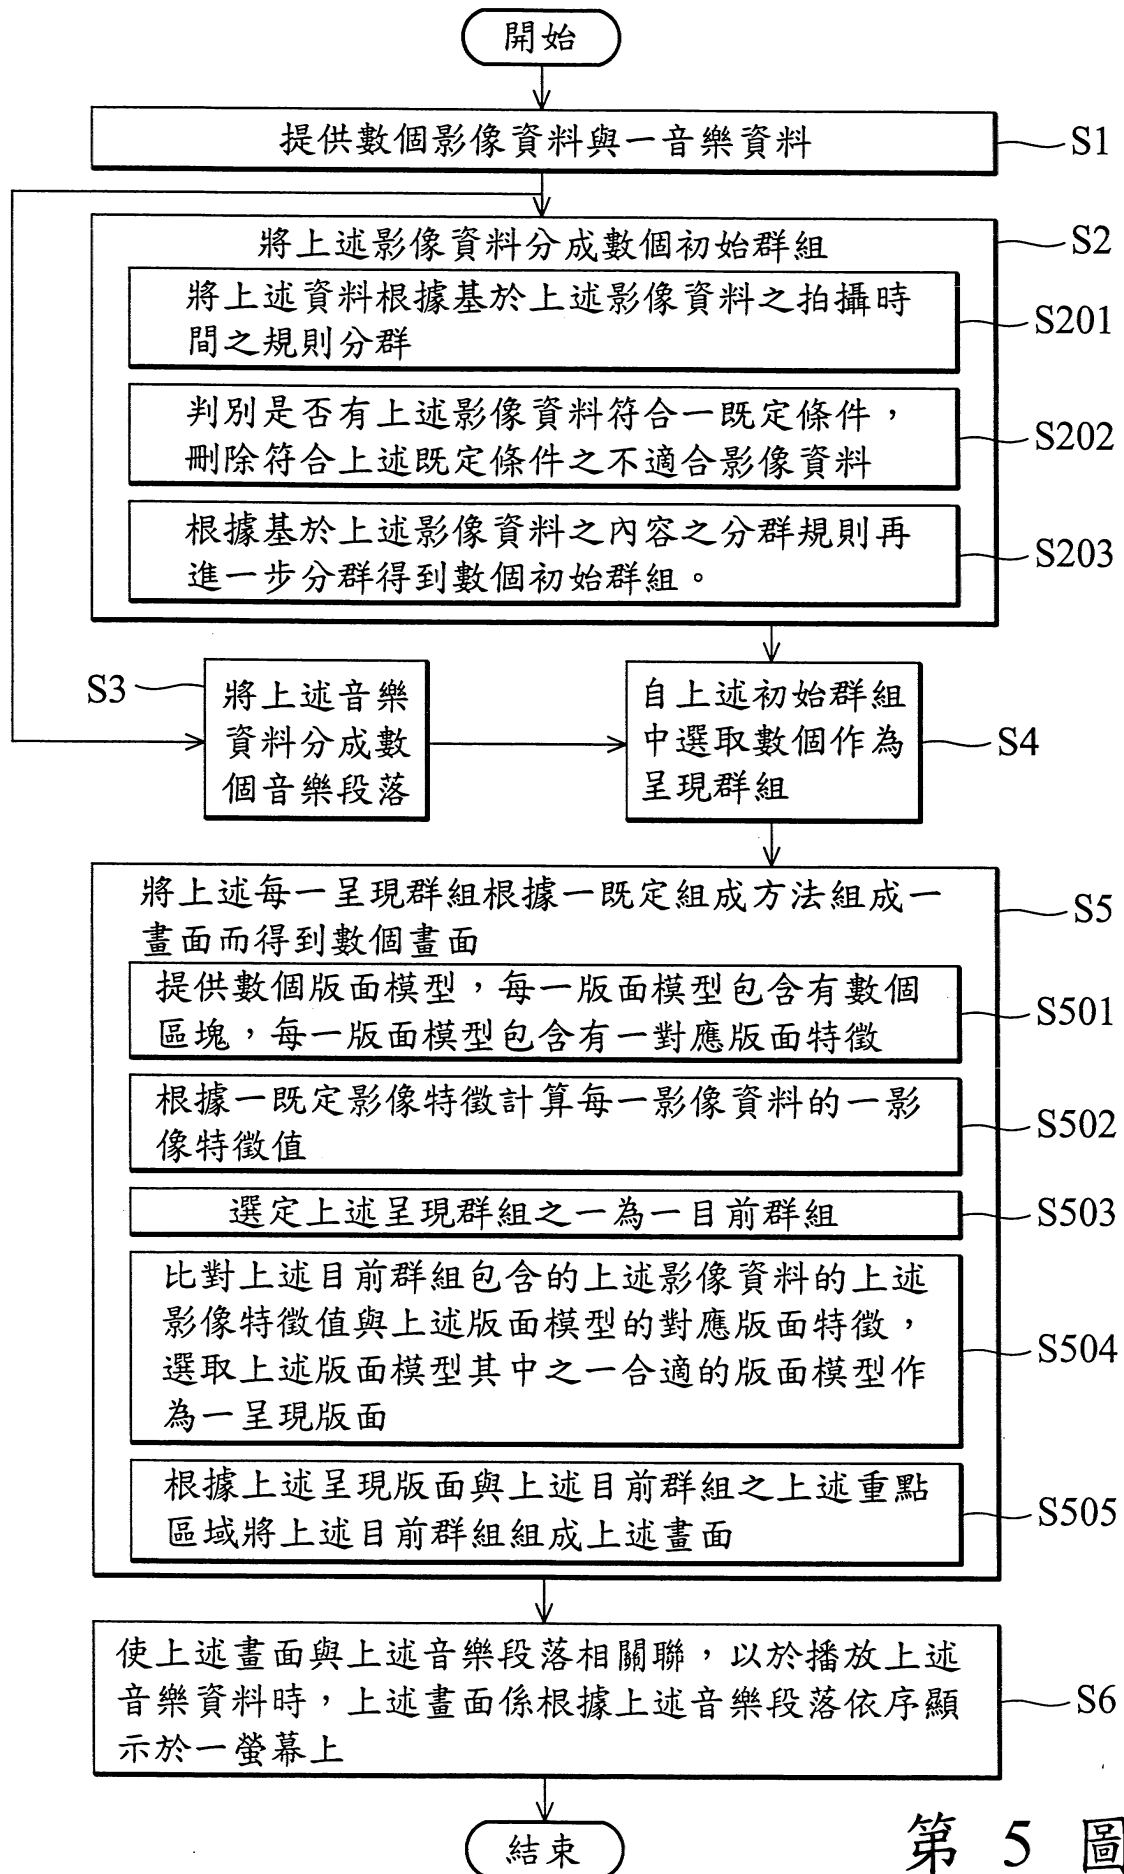 開始
提供數個影像資料與一音樂資料
S1
將上述影像資料分成數個初始群組
S2
將上述資料根據基於上述影像資料之拍攝時
間之規則分群
S201
判別是否有上述影像資料符合一既定條件，
刪除符合上述既定條件之不適合影像資料
S202
根據基於上述影像資料之內容之分群規則再
進一步分群得到數個初始群組。
S203
S3
將上述音樂
資料分成數
個音樂段落
自上述初始群組
中選取數個作為
呈現群組
S4
將上述每一呈現群組根據一既定組成方法組成一
畫面而得到數個畫面
S5
提供數個版面模型，每一版面模型包含有數個
區塊，每一版面模型包含有一對應版面特徵
S501
根據一既定影像特徵計算每一影像資料的一影
像特徵值
S502
選定上述呈現群組之一為一目前群組
S503
比對上述目前群組包含的上述影像資料的上述
影像特徵值與上述版面模型的對應版面特徵，
選取上述版面模型其中之一合適的版面模型作
為一呈現版面
S504
根據上述呈現版面與上述目前群組之上述重點
區域將上述目前群組組成上述畫面
S505
使上述畫面與上述音樂段落相關聯，以於播放上述
音樂資料時，上述畫面係根據上述音樂段落依序顯
示於一螢幕上
S6
結束
第 5 圖